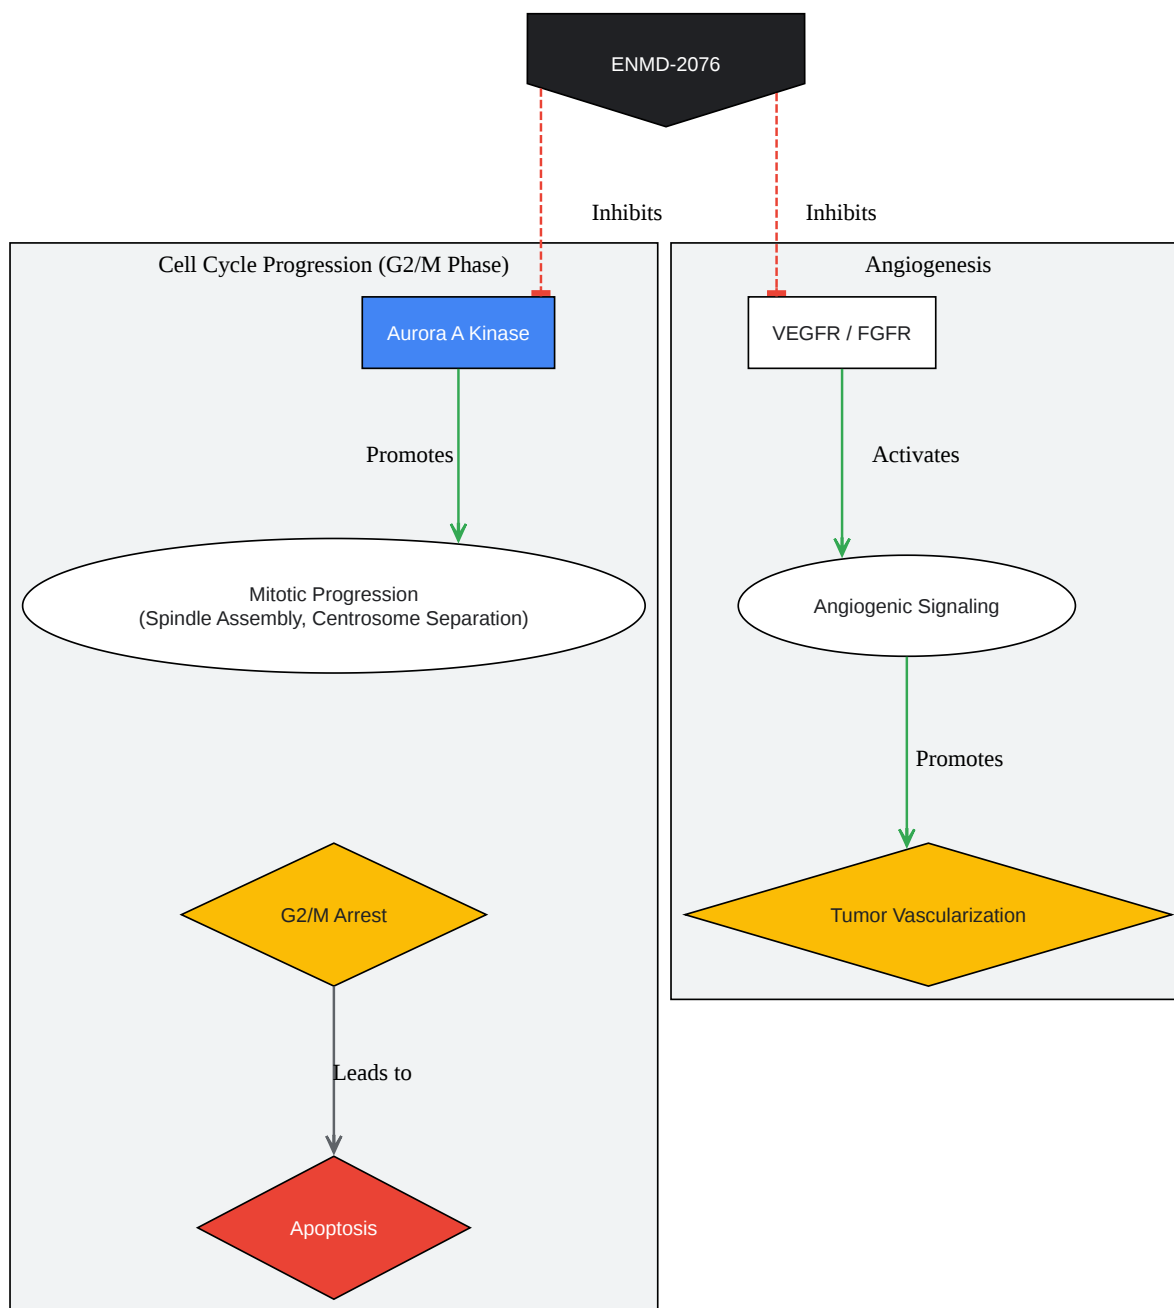 ENMD-2076
Inhibits
Inhibits
Cell Cycle Progression (G2/M Phase)
Aurora A Kinase
Promotes
Mitotic Progression
(Spindle Assembly, Centrosome Separation)
G2/M Arrest
Leads to
Apoptosis
Angiogenesis
VEGFR / FGFR
Activates
Angiogenic Signaling
Promotes
Tumor Vascularization